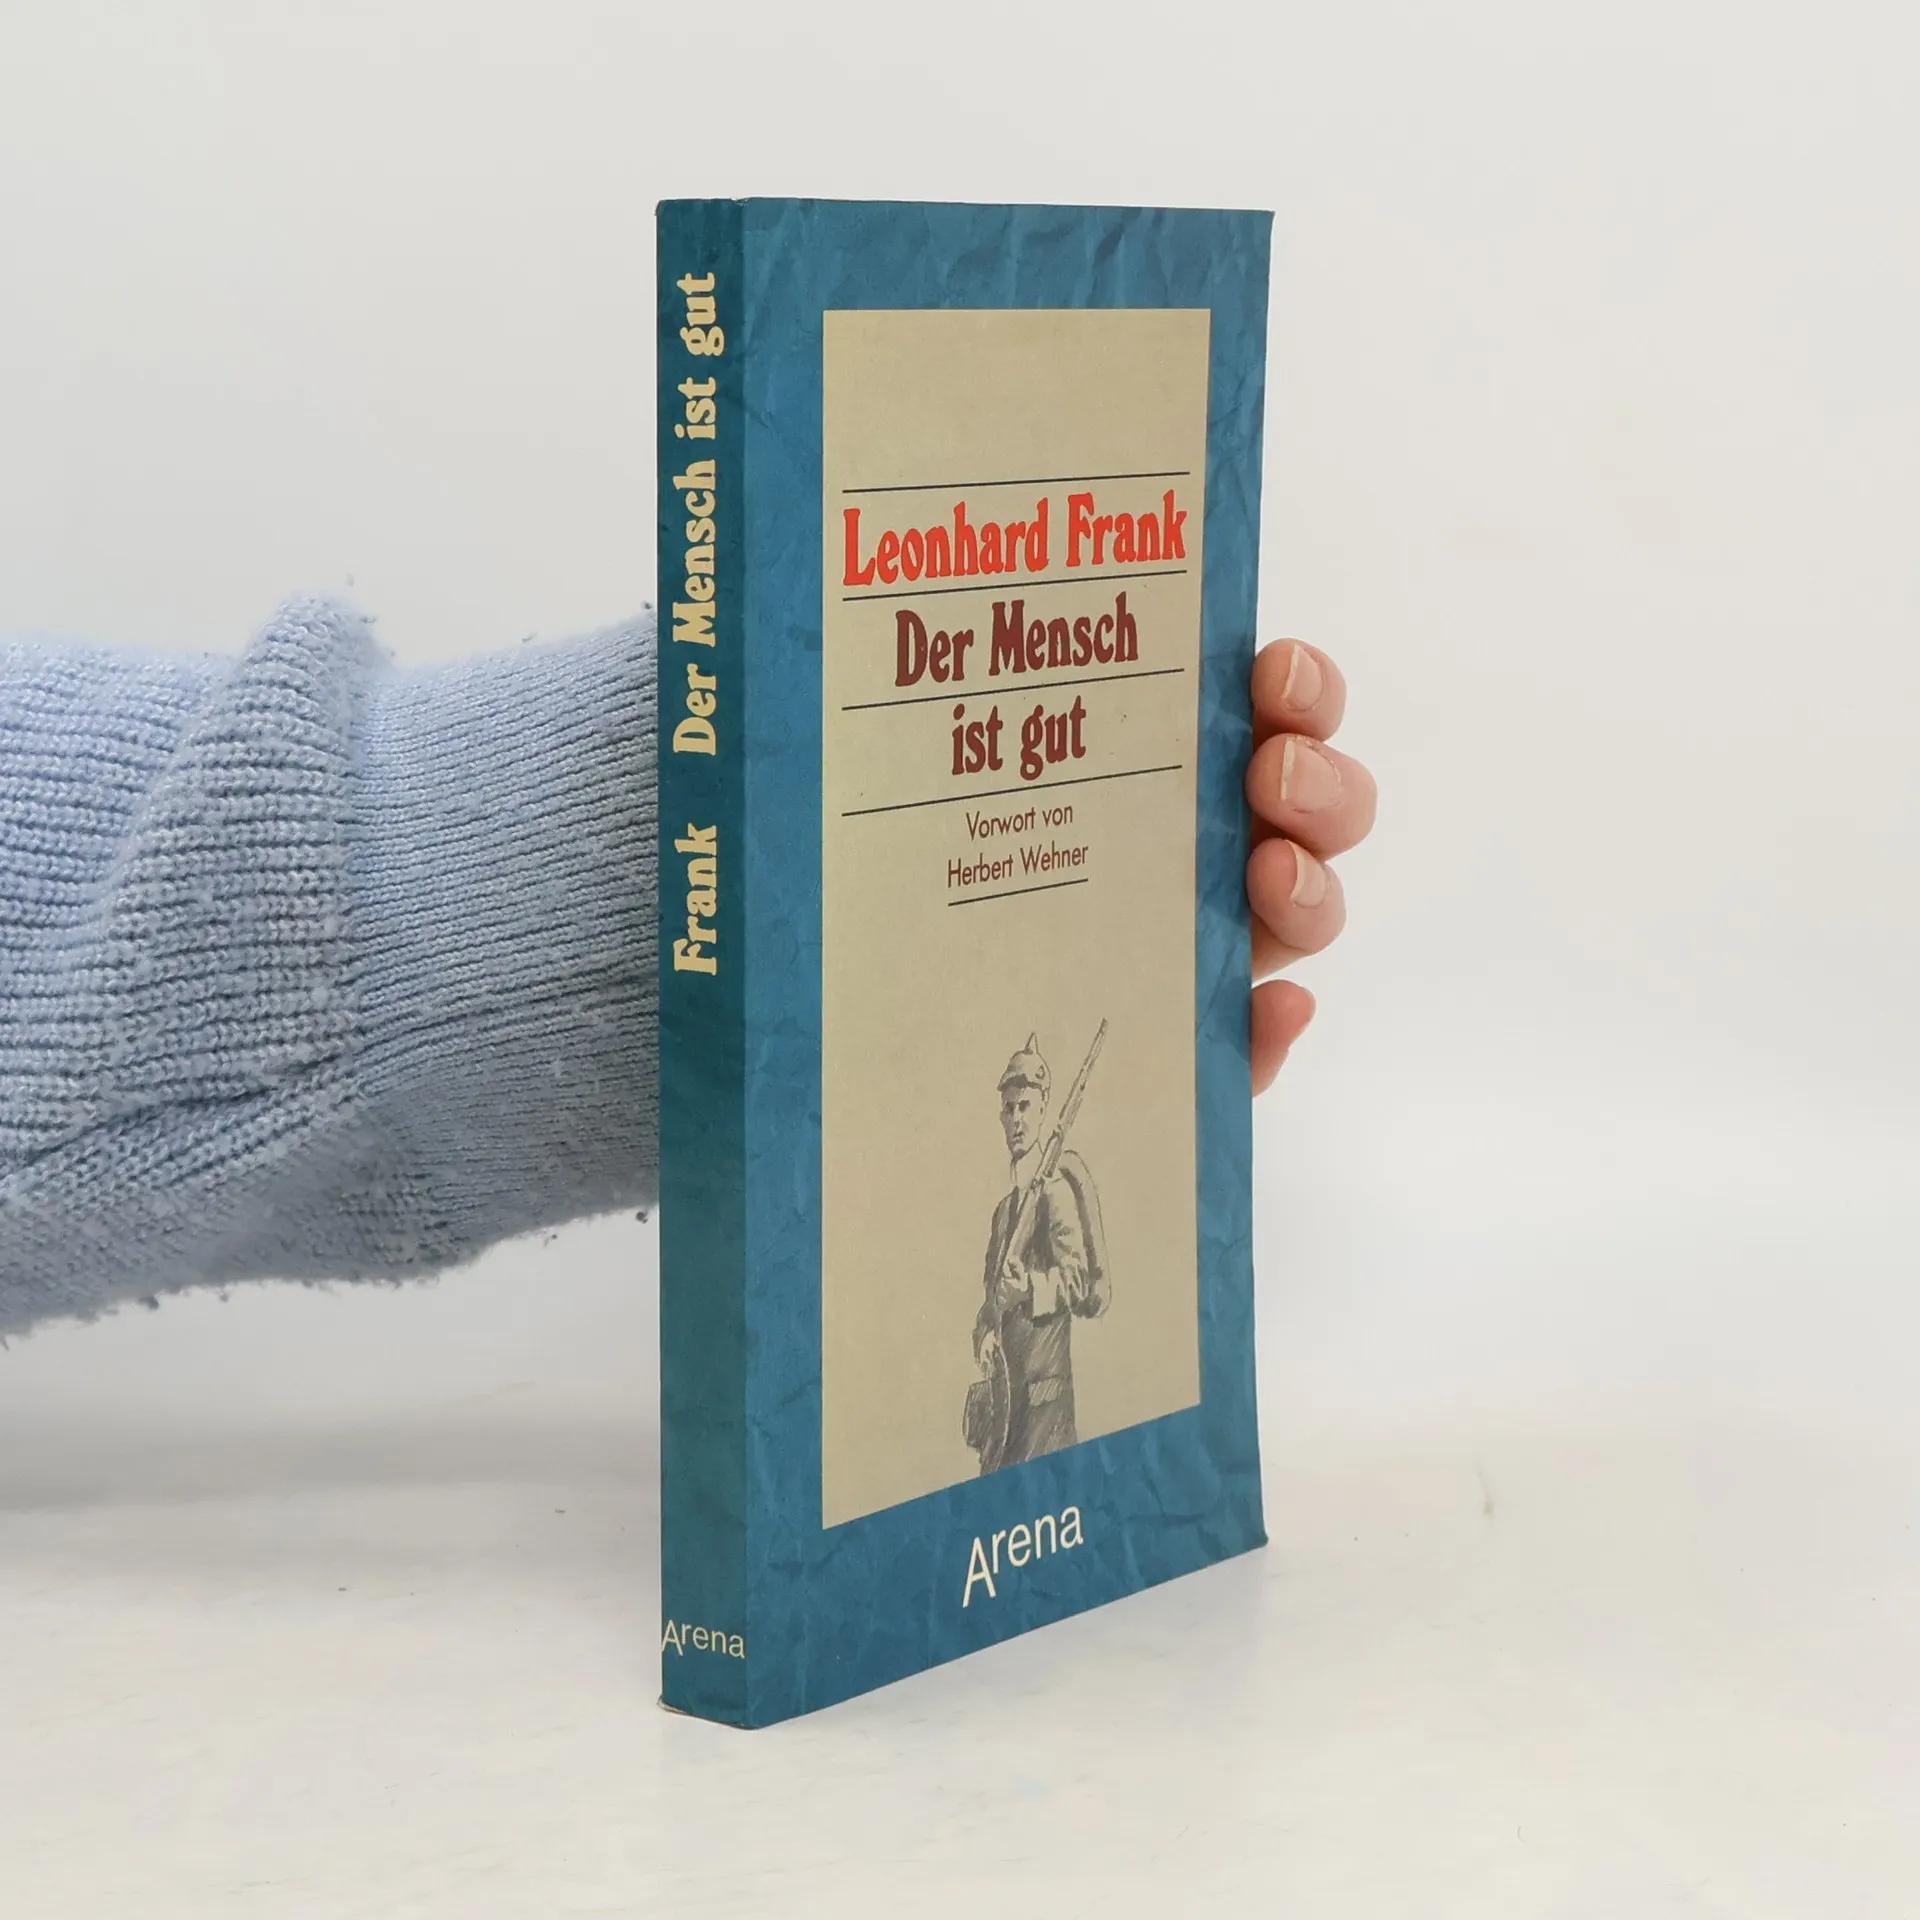 Frank Der Mensch ist gut
Arena
Leonhard Frank
Der Mensch
ist gut
Vorwort von
Herbert Wehner
Arena